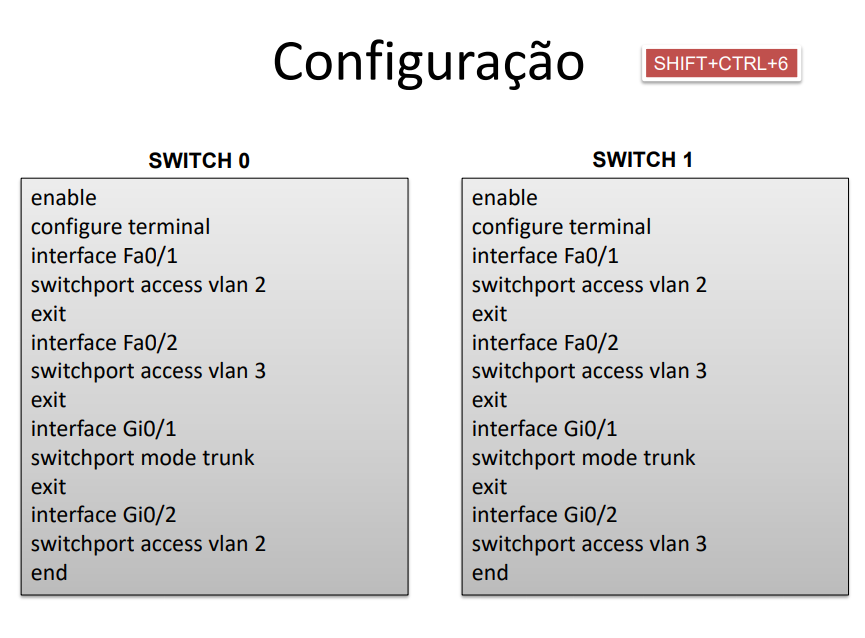 Configuração
SHIFT+CTRL+6
SWITCH 0
enable
configure terminal
interface Fa0/1
switchport access vlan 2
exit
interface Fa0/2
switchport access vlan 3
exit
interface Gi0/1
switchport mode trunk
exit
interface Gi0/2
switchport access vlan 2
end
SWITCH 1
enable
configure terminal
interface Fa0/1
switchport access vlan 2
exit
interface Fa0/2
switchport access vlan 3
exit
interface Gi0/1
switchport mode trunk
exit
interface Gi0/2
switchport access vlan 3
end